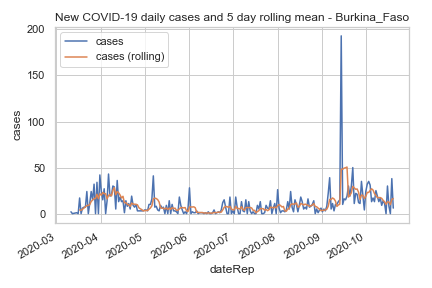 New COVID-19 daily cases and 5 day rolling mean - Burkina_Faso
cases
cases (rolling)
200
150
100
50
0
cases
2020-03
2020-04
2020-05
2020-06
2020-07
2020-08
2020-09
2020-10
dateRep